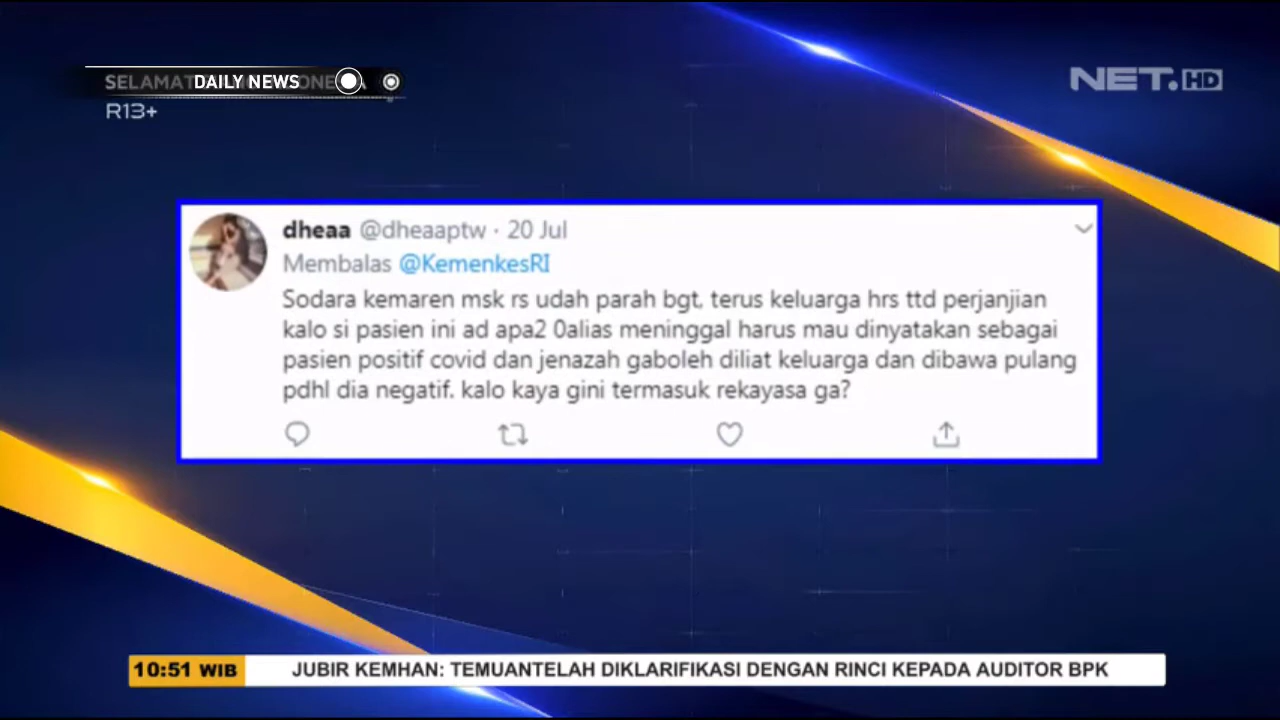 DAILY NEWS
R13+
NET. HD
dheaa @dheaaptw · 20 Jul
Membalas @KemenkesRI
Sodara kemaren msk rs udah parah bgt, terus keluarga hrs ttd perjanjian
kalo si pasien ini ad apa2 0alias meninggal harus mau dinyatakan sebagai
pasien positif covid dan jenazah gaboleh diliat keluarga dan dibawa pulang
pdhl dia negatif. kalo kaya gini termasuk rekayasa ga?
10:51 WIB
JUBIR KEMHAN: TEMUANTELAH DIKLARIFIKASI DENGAN RINCI KEPADA AUDITOR BPK